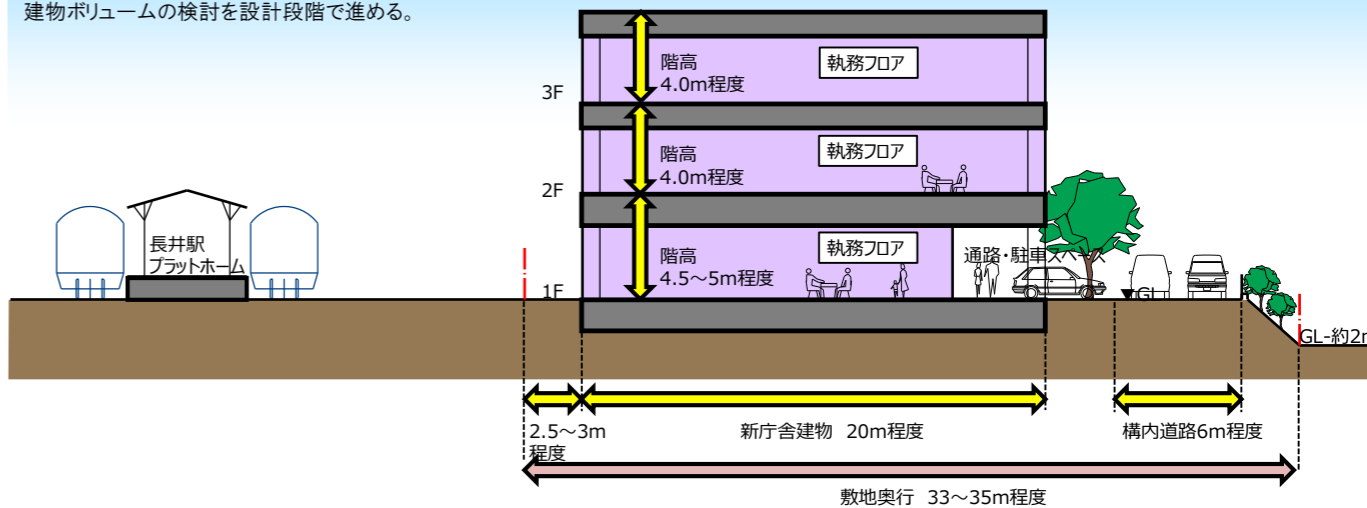 建物ボリュームの検討を設計段階で進める。
階高
4.0m程度
執務フロア
3F
階高
4.0m程度
執務フロア
2F
長井駅
プラットホーム
階高
4.5～5m程度
執務フロア
通路・駐車スペース
1F
GL
GL-約2m
2.5～3m
程度
新庁舎建物 20m程度
構内道路6m程度
敷地奥行 33～35m程度